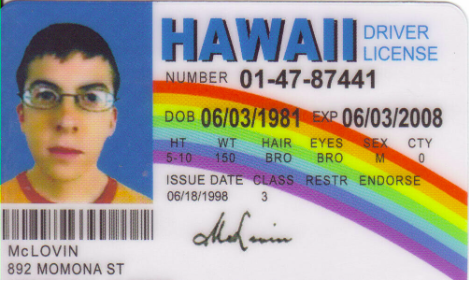 HAWAII DRIVER LICENSE
NUMBER 01-47-87441
DOB 06/03/1981 EXP 06/03/2008
HT WT HAIR EYES SEX CTY
5-10 150 BRO BRO M 0
ISSUE DATE CLASS RESTR ENDORSE
06/18/1998 3
McLovin
McLOVIN
892 MOMONA ST